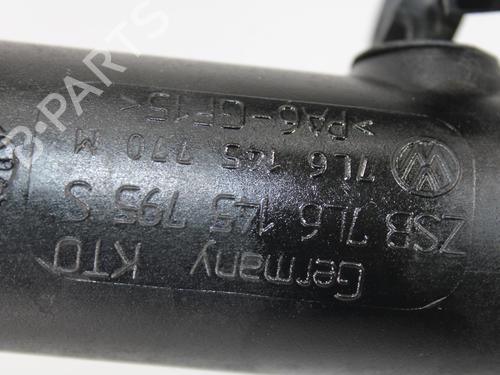 >PA6-GF15<
7L6 145 770 M
ZSB 7L6 145 795 S
Germany KTO
B-PARTS